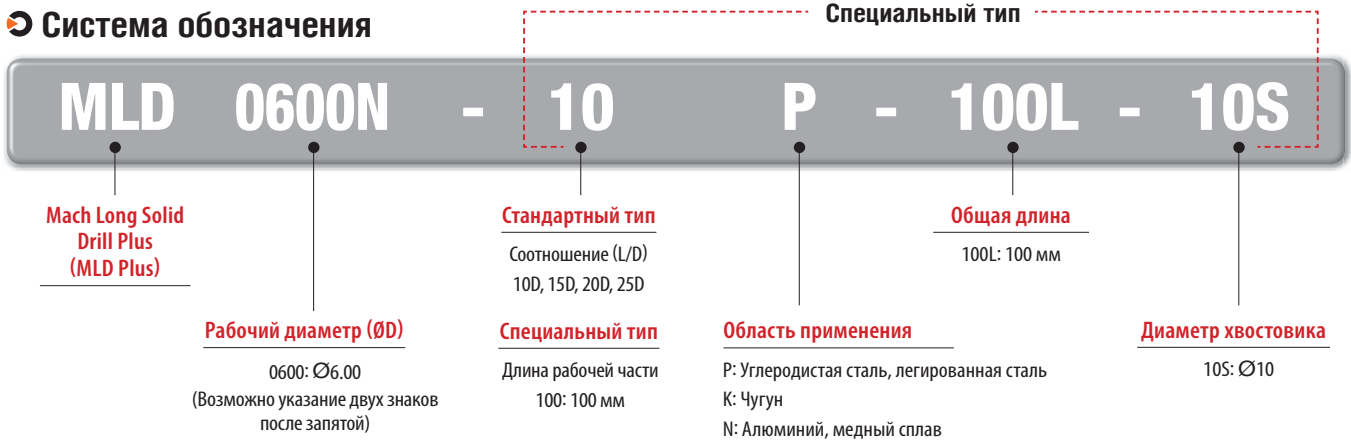 Система обозначения
Специальный тип
MLD 0600N - 10 P - 100L - 10S
Mach Long Solid
Drill Plus
(MLD Plus)
Рабочий диаметр (ØD)
0600: Ø6.00
(Возможно указание двух знаков
после запятой)
Стандартный тип
Соотношение (L/D)
10D, 15D, 20D, 25D
Специальный тип
Длина рабочей части
100: 100 мм
Область применения
P: Углеродистая сталь, легированная сталь
K: Чугун
N: Алюминий, медный сплав
Общая длина
100L: 100 мм
Диаметр хвостовика
10S: Ø10